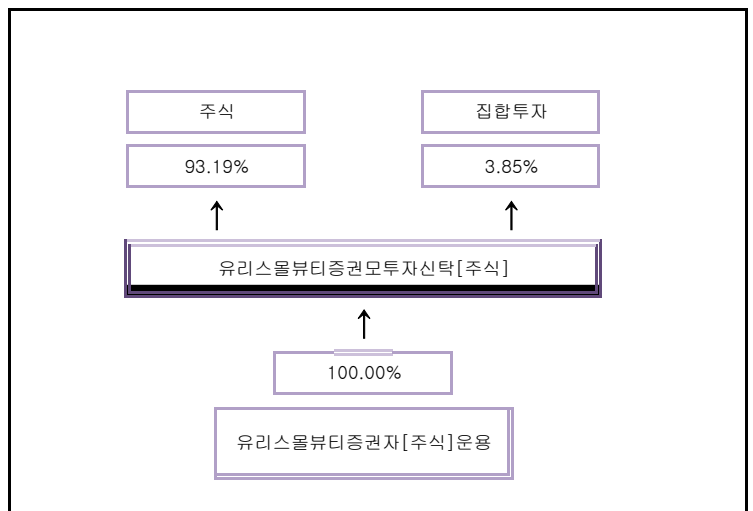 주식
집합투자
93.19%
3.85%
유리스몰뷰티증권모투자신탁[주식]
100.00%
유리스몰뷰티증권자[주식]운용